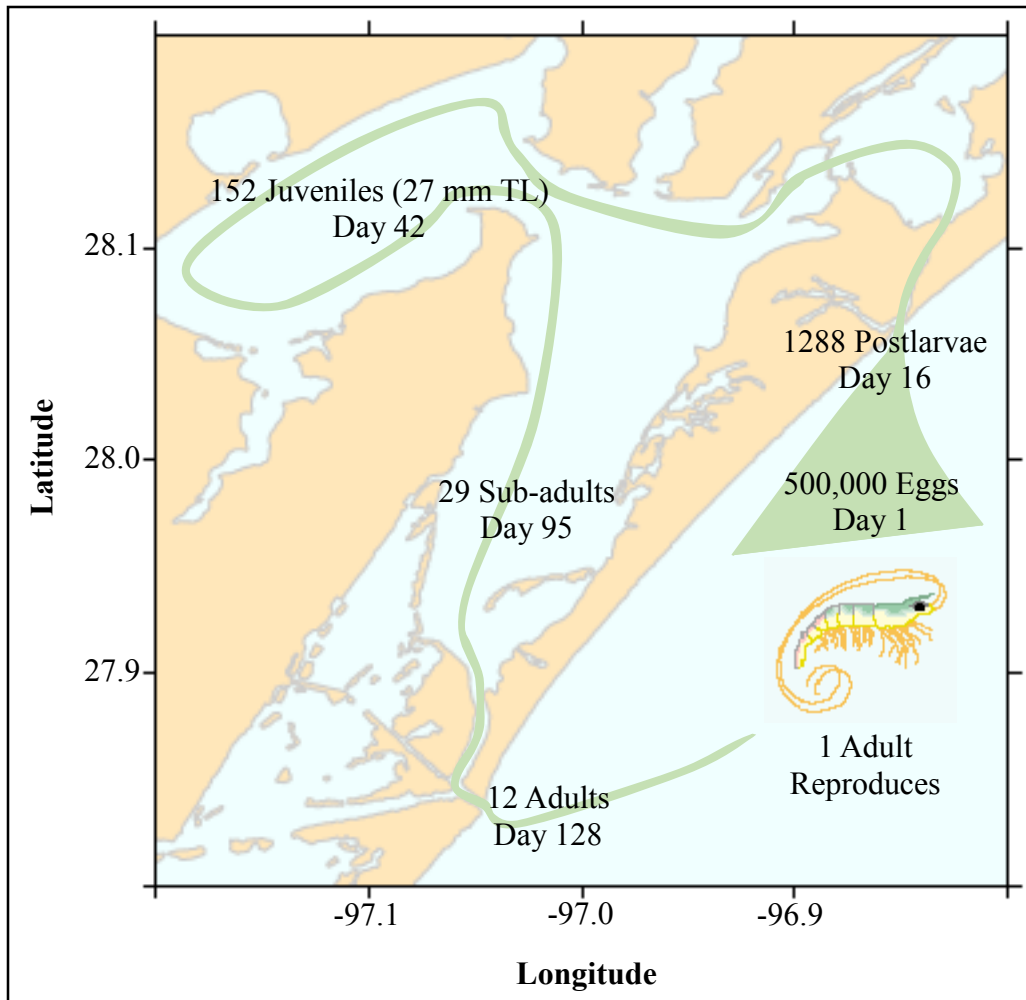 152 Juveniles (27 mm TL)
Day 42
28.1
1288 Postlarvae
Day 16
Latitude
28.0
29 Sub-adults
Day 95
500,000 Eggs
Day 1
27.9
1 Adult
Reproduces
12 Adults
Day 128
-97.1
-97.0
-96.9
Longitude